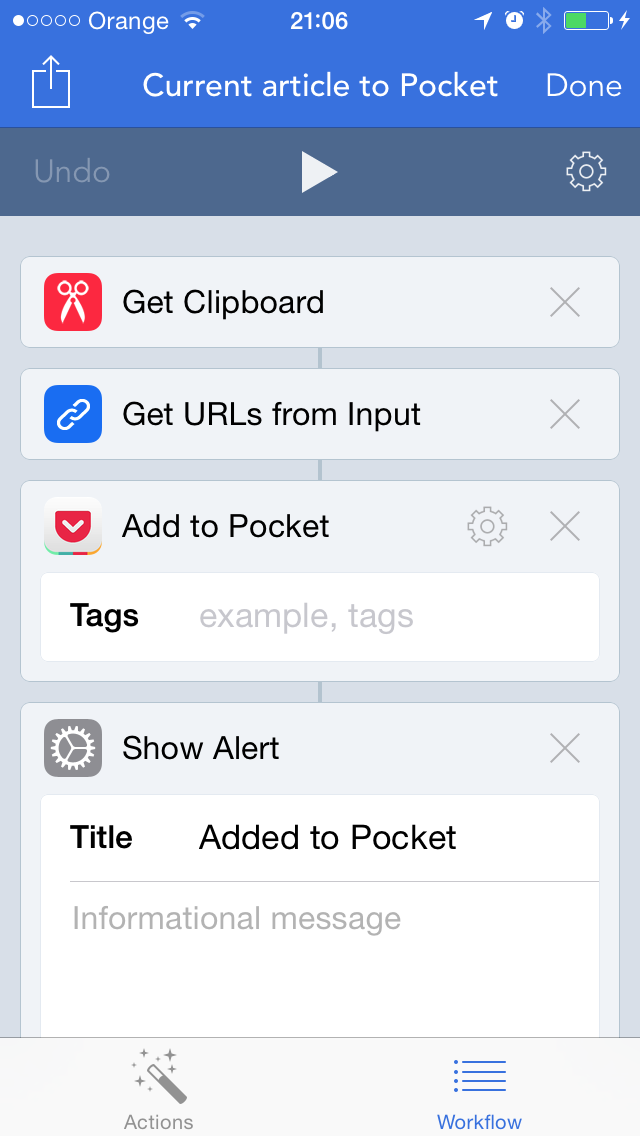 Orange 21:06
Current article to Pocket Done
Undo
Get Clipboard
Get URLs from Input
Add to Pocket
Tags example, tags
Show Alert
Title Added to Pocket
Informational message
Actions Workflow